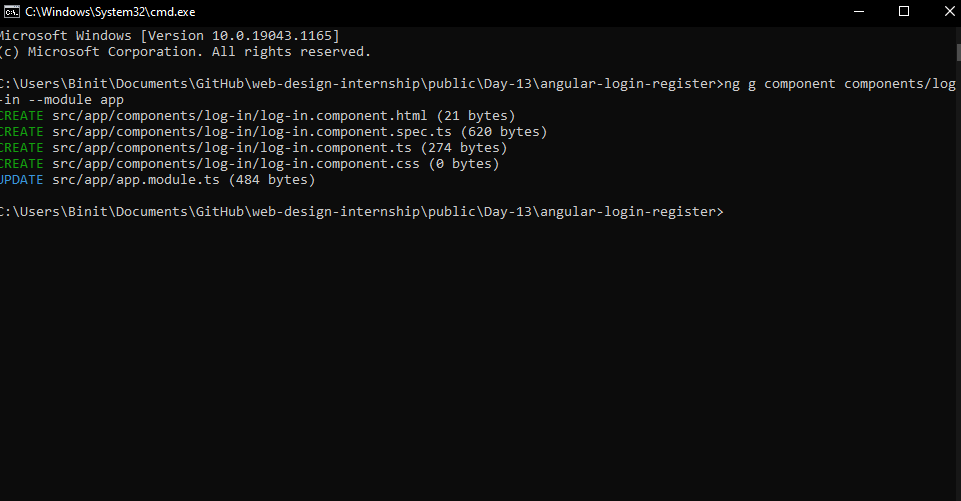 C:\Windows\System32\cmd.exe
Microsoft Windows [Version 10.0.19043.1165]
(c) Microsoft Corporation. All rights reserved.
C:\Users\Binit\Documents\GitHub\web-design-internship\public\Day-13\angular-login-register>ng g component components/log
-in --module app
CREATE src/app/components/log-in/log-in.component.html (21 bytes)
CREATE src/app/components/log-in/log-in.component.spec.ts (620 bytes)
CREATE src/app/components/log-in/log-in.component.ts (274 bytes)
CREATE src/app/components/log-in/log-in.component.css (0 bytes)
UPDATE src/app/app.module.ts (484 bytes)
C:\Users\Binit\Documents\GitHub\web-design-internship\public\Day-13\angular-login-register>